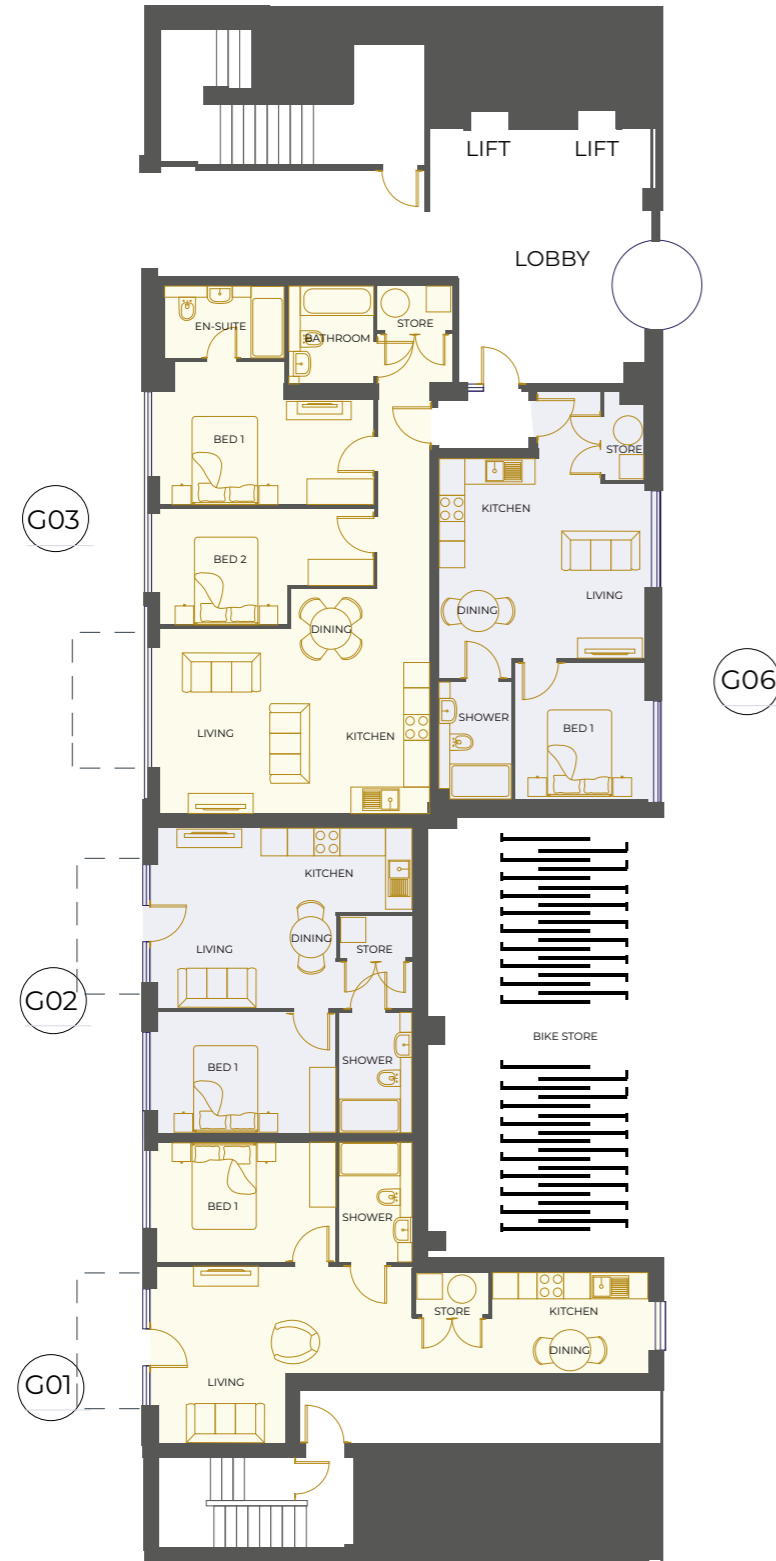 LIFT
LIFT
LOBBY
EN-SUITE
BATHROOM
STORE
BED 1
STORE
G03
KITCHEN
BED 2
LIVING
DINING
DINING
G06
LIVING
KITCHEN
SHOWER
BED 1
KITCHEN
LIVING
DINING
STORE
G02
BIKE STORE
BED 1
SHOWER
BED 1
SHOWER
STORE
KITCHEN
DINING
G01
LIVING